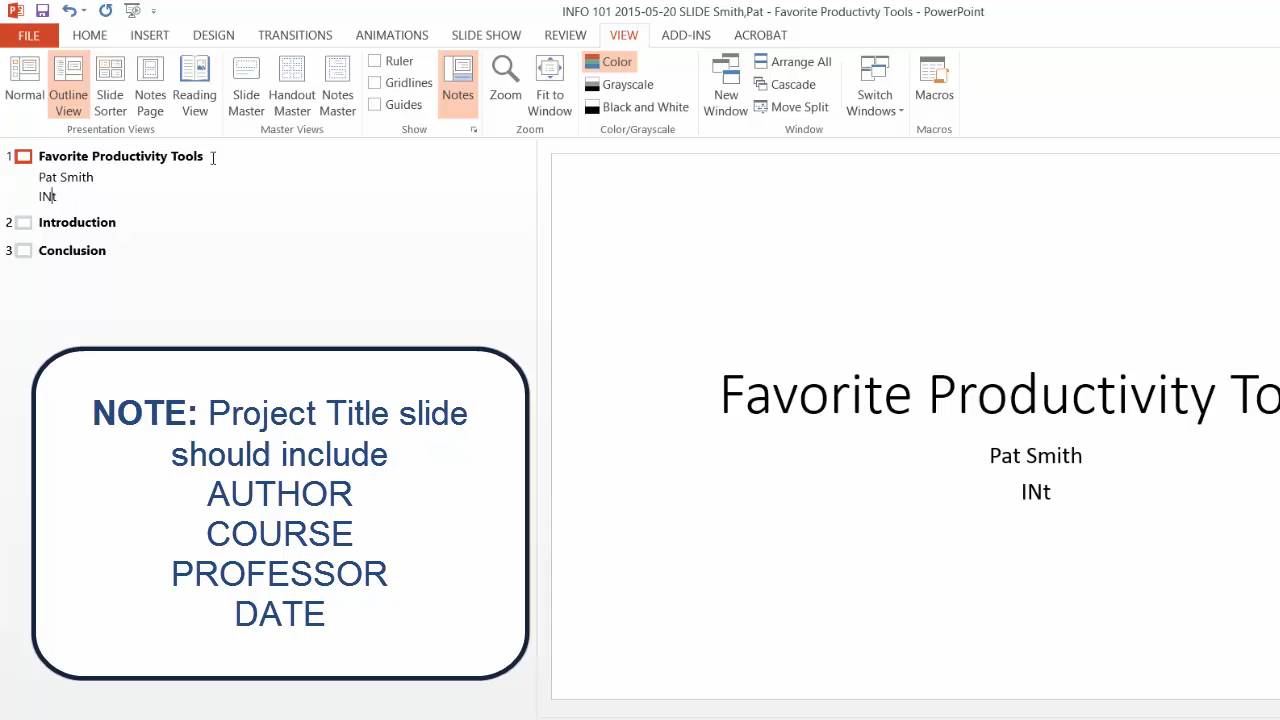 INFO 101 2015-05-20 SLIDE Smith.Pat - Favorite Productivty Tools - PowerPoint
FILE HOME INSERT DESIGN TRANSITIONS ANIMATIONS SLIDE SHOW REVIEW VIEW ADD-INS ACROBAT
Normal
Outline View
Slide Sorter
Notes Page
Reading View
Presentation Views
Slide Master
Handout Master
Notes Master
Master Views
Ruler
Gridlines
Guides
Show
Notes
Zoom
Fit to Window
Zoom
Color
Grayscale
Black and White
Color/Grayscale
New Window
Arrange All
Cascade
Move Split
Switch Windows
Window
Macros
Macros
1 Favorite Productivity Tools
Pat Smith
INt
2 Introduction
3 Conclusion
NOTE: Project Title slide
should include
AUTHOR
COURSE
PROFESSOR
DATE
Favorite Productivity To
Pat Smith
INt